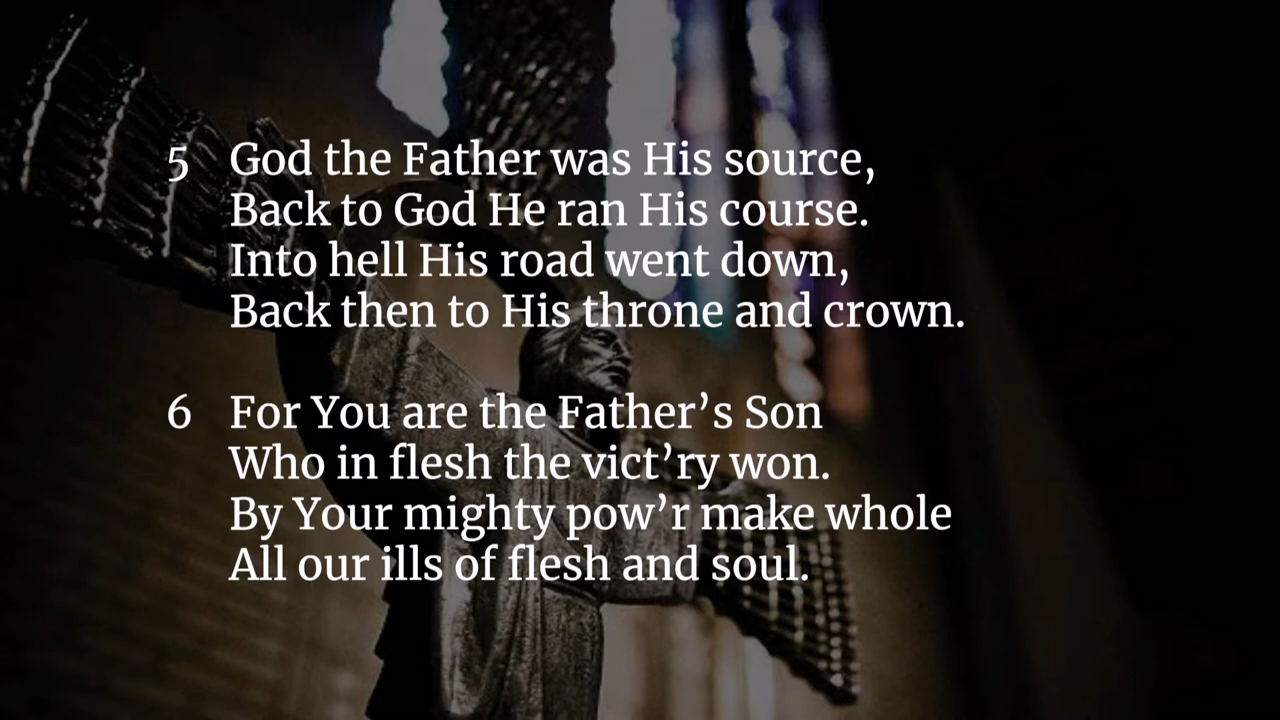 5 God the Father was His source,
Back to God He ran His course.
Into hell His road went down,
Back then to His throne and crown.
6 For You are the Father’s Son
Who in flesh the vict’ry won.
By Your mighty pow’r make whole
All our ills of flesh and soul.